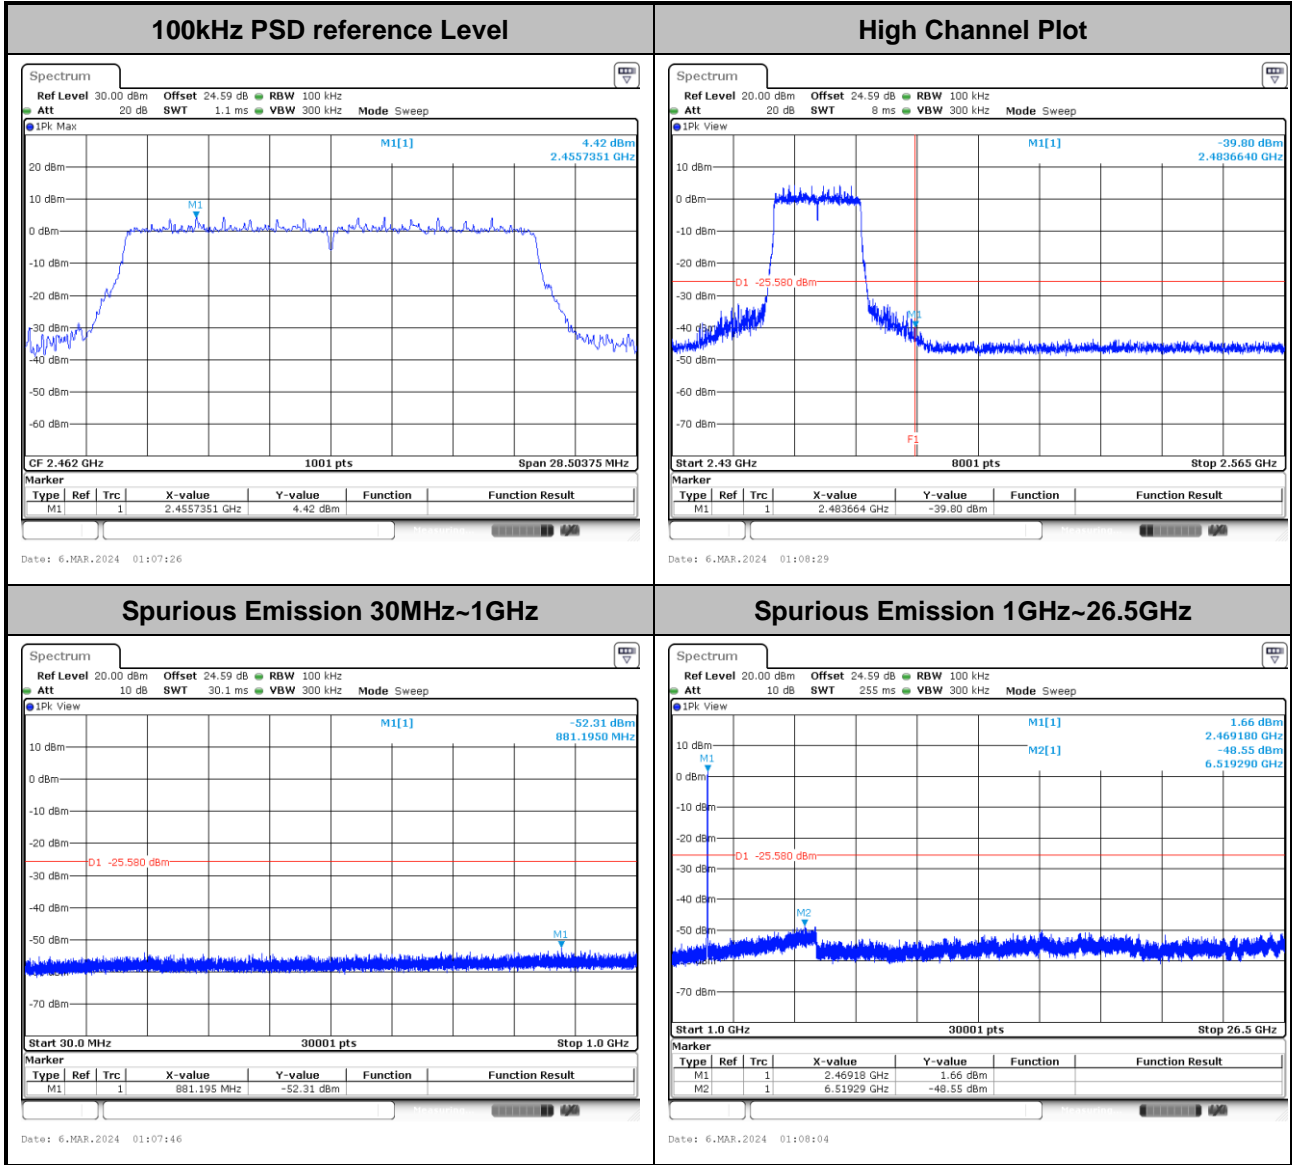 100kHz PSD reference Level
Spectrum
Ref Level 30.00 dBm Offset 24.59 dB RBW 100 kHz
Att 20 dB SWT 1.1 ms VBW 300 kHz Mode Sweep
1Pk Max
M1[1] 4.42 dBm
2.4557351 GHz
20 dBm
10 dBm
M1
0 dBm
-10 dBm
-20 dBm
-30 dBm
-40 dBm
-50 dBm
-60 dBm
CF 2.462 GHz 1001 pts Span 28.50375 MHz
Marker
Type Ref Trc X-value Y-value Function Function Result
M1 1 2.4557351 GHz 4.42 dBm
Date: 6.MAR.2024 01:07:26
High Channel Plot
Spectrum
Ref Level 20.00 dBm Offset 24.59 dB RBW 100 kHz
Att 20 dB SWT 8 ms VBW 300 kHz Mode Sweep
1Pk View
M1[1] -39.80 dBm
2.4836640 GHz
10 dBm
0 dBm
-10 dBm
-20 dBm
D1 -25.580 dBm
-30 dBm
M1
-40 dBm
-50 dBm
-60 dBm
-70 dBm
F1
Start 2.43 GHz 8001 pts Stop 2.565 GHz
Marker
Type Ref Trc X-value Y-value Function Function Result
M1 1 2.483664 GHz -39.80 dBm
Date: 6.MAR.2024 01:08:29
Spurious Emission 30MHz~1GHz
Spectrum
Ref Level 20.00 dBm Offset 24.59 dB RBW 100 kHz
Att 10 dB SWT 30.1 ms VBW 300 kHz Mode Sweep
1Pk View
M1[1] -52.31 dBm
881.1950 MHz
10 dBm
0 dBm
-10 dBm
-20 dBm
D1 -25.580 dBm
-30 dBm
-40 dBm
-50 dBm
M1
-70 dBm
Start 30.0 MHz 30001 pts Stop 1.0 GHz
Marker
Type Ref Trc X-value Y-value Function Function Result
M1 1 881.195 MHz -52.31 dBm
Date: 6.MAR.2024 01:07:46
Spurious Emission 1GHz~26.5GHz
Spectrum
Ref Level 20.00 dBm Offset 24.59 dB RBW 100 kHz
Att 10 dB SWT 255 ms VBW 300 kHz Mode Sweep
1Pk View
M1[1] 1.66 dBm
2.469180 GHz
M2[1] -48.55 dBm
6.519290 GHz
10 dBm
M1
0 dBm
-10 dBm
-20 dBm
D1 -25.580 dBm
-30 dBm
-40 dBm
M2
-50 dBm
-70 dBm
Start 1.0 GHz 30001 pts Stop 26.5 GHz
Marker
Type Ref Trc X-value Y-value Function Function Result
M1 1 2.46918 GHz 1.66 dBm
M2 1 6.51929 GHz -48.55 dBm
Date: 6.MAR.2024 01:08:04